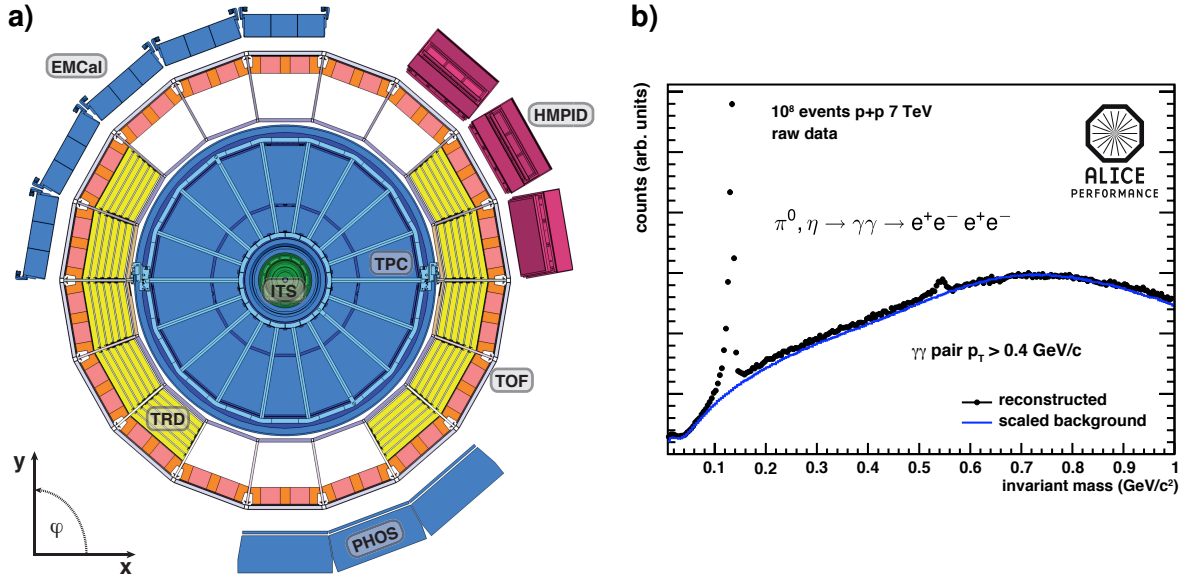 a)
EMCal
HMPID
TPC
ITS
TOF
TRD
PHOS
y
φ
x
b)
counts (arb. units)
10⁸ events p+p 7 TeV
raw data
ALICE
PERFORMANCE
π⁰, η → γγ → e⁺e⁻ e⁺e⁻
γγ pair p_T > 0.4 GeV/c
reconstructed
scaled background
0.1 0.2 0.3 0.4 0.5 0.6 0.7 0.8 0.9 1
invariant mass (GeV/c²)